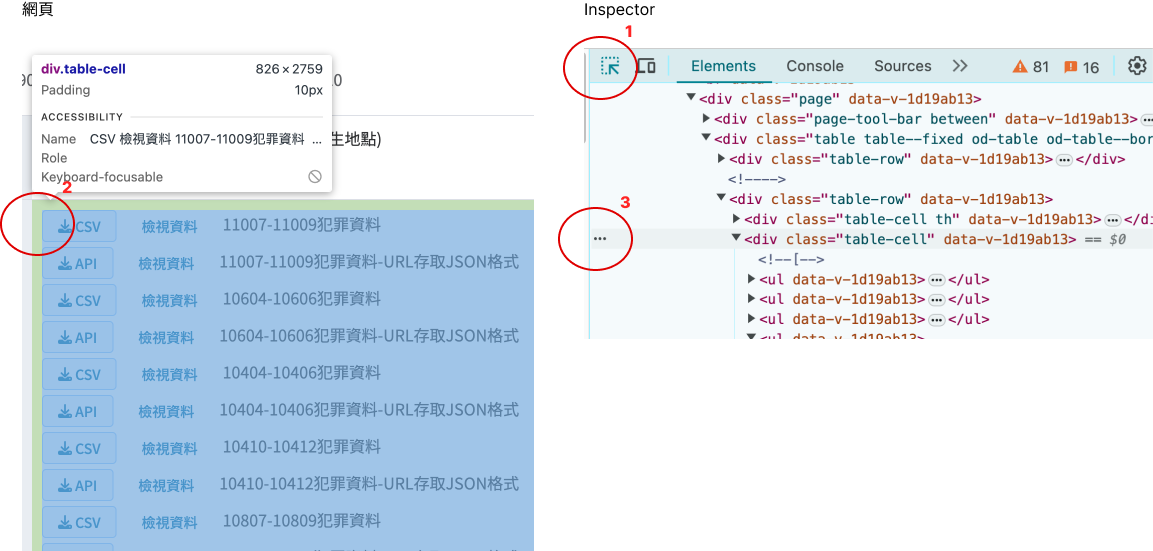 網頁
div.table-cell 826 × 2759
Padding 10px
ACCESSIBILITY
Name CSV 檢視資料 11007-11009犯罪資料 ...
Role
Keyboard-focusable
生地點)
2
CSV 檢視資料 11007-11009犯罪資料
API 檢視資料 11007-11009犯罪資料-URL存取JSON格式
CSV 檢視資料 10604-10606犯罪資料
API 檢視資料 10604-10606犯罪資料-URL存取JSON格式
CSV 檢視資料 10404-10406犯罪資料
API 檢視資料 10404-10406犯罪資料-URL存取JSON格式
CSV 檢視資料 10410-10412犯罪資料
API 檢視資料 10410-10412犯罪資料-URL存取JSON格式
CSV 檢視資料 10807-10809犯罪資料
Inspector
1
Elements Console Sources 81 16
<div class="page" data-v-1d19ab13>
<div class="page-tool-bar between" data-v-1d19ab13>
<div class="table table--fixed od-table od-table--bor
<div class="table-row" data-v-1d19ab13> … </div>
<!---->
3
<div class="table-row" data-v-1d19ab13>
<div class="table-cell th" data-v-1d19ab13> … </di
… <div class="table-cell" data-v-1d19ab13> == $0
<!--[-->
<ul data-v-1d19ab13> … </ul>
<ul data-v-1d19ab13> … </ul>
<ul data-v-1d19ab13> … </ul>